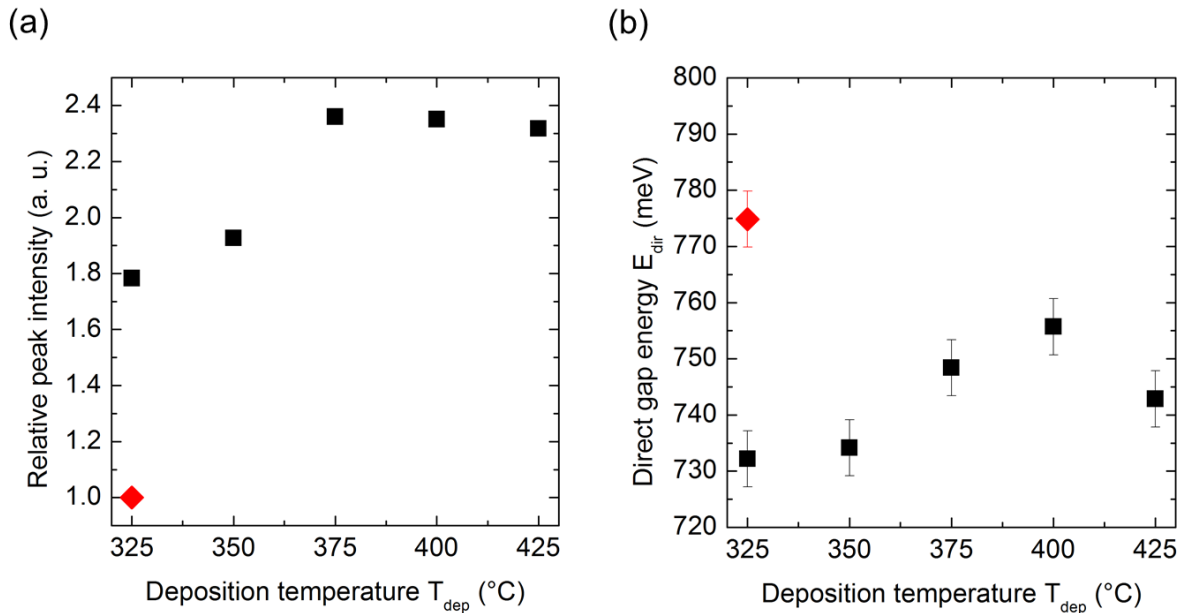 (a)
Relative peak intensity (a. u.)
2.4
2.2
2.0
1.8
1.6
1.4
1.2
1.0
325 350 375 400 425
Deposition temperature T_dep (°C)
(b)
Direct gap energy E_dir (meV)
800
790
780
770
760
750
740
730
720
325 350 375 400 425
Deposition temperature T_dep (°C)